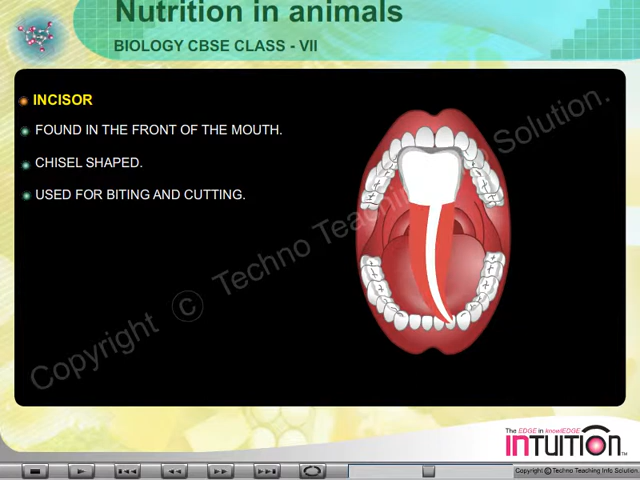 Nutrition in animals
BIOLOGY CBSE CLASS - VII
INCISOR
FOUND IN THE FRONT OF THE MOUTH.
CHISEL SHAPED.
USED FOR BITING AND CUTTING.
Copyright © Techno Teaching Info Solution.
The EDGE in knowlEDGE
INTUITION TM
Copyright © Techno Teaching Info Solution.